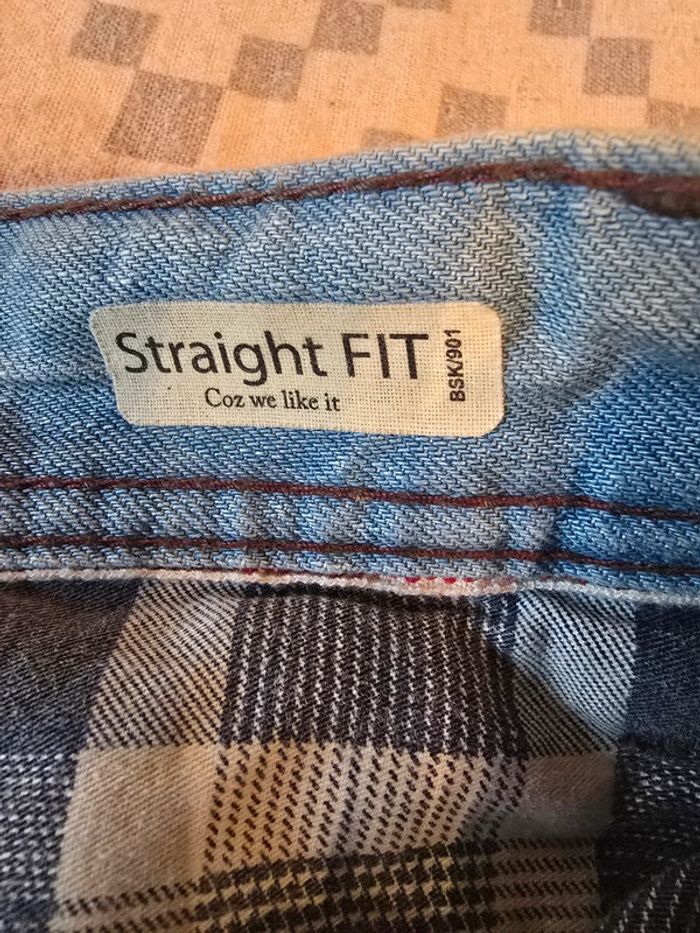 Straight FIT
Coz we like it
BSK/901